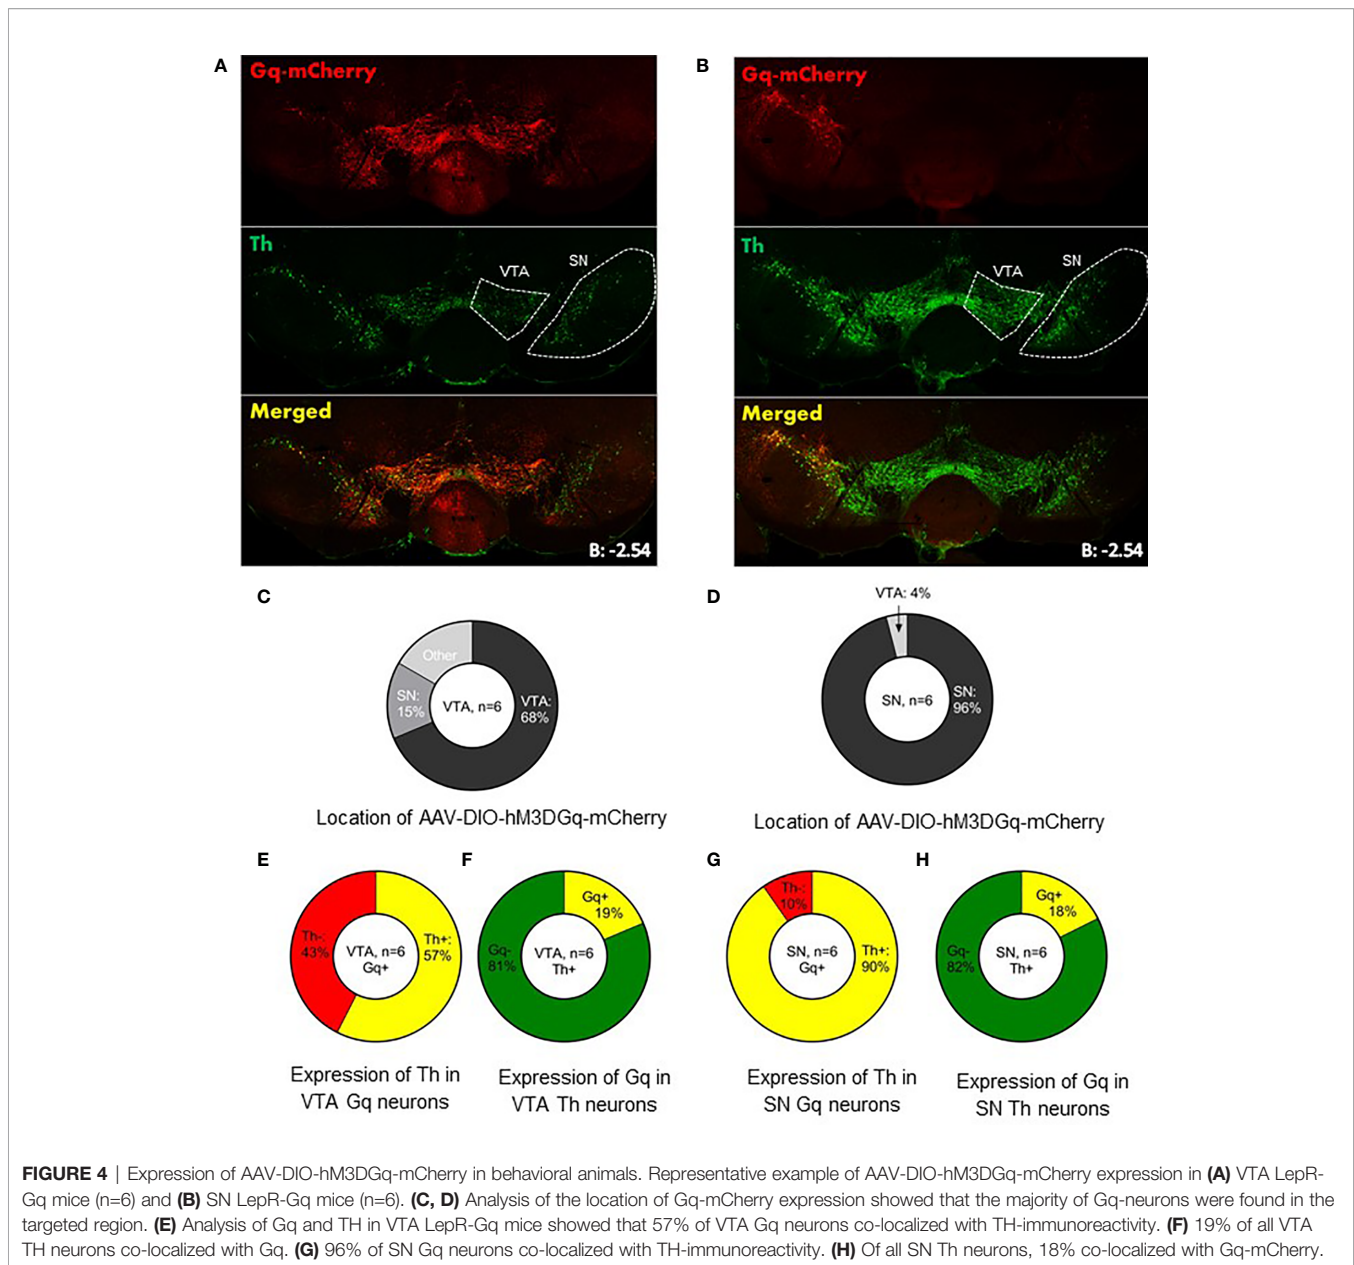 A
Gq-mCherry
Th
VTA
SN
Merged
B: -2.54
B
Gq-mCherry
Th
VTA
SN
Merged
B: -2.54
C
Other
SN:
15%
VTA, n=6
VTA:
68%
Location of AAV-DIO-hM3DGq-mCherry
D
VTA: 4%
SN, n=6
SN:
96%
Location of AAV-DIO-hM3DGq-mCherry
E
Th-:
43%
VTA, n=6
Gq+
Th+:
57%
Expression of Th in
VTA Gq neurons
F
Gq+
19%
Gq-
81%
VTA, n=6
Th+
Expression of Gq in
VTA Th neurons
G
Th-:
10%
SN, n=6
Gq+
Th+:
90%
Expression of Th in
SN Gq neurons
H
Gq+
18%
Gq-
82%
SN, n=6
Th+
Expression of Gq in
SN Th neurons
FIGURE 4 | Expression of AAV-DIO-hM3DGq-mCherry in behavioral animals. Representative example of AAV-DIO-hM3DGq-mCherry expression in (A) VTA LepR-
Gq mice (n=6) and (B) SN LepR-Gq mice (n=6). (C, D) Analysis of the location of Gq-mCherry expression showed that the majority of Gq-neurons were found in the
targeted region. (E) Analysis of Gq and TH in VTA LepR-Gq mice showed that 57% of VTA Gq neurons co-localized with TH-immunoreactivity. (F) 19% of all VTA
TH neurons co-localized with Gq. (G) 96% of SN Gq neurons co-localized with TH-immunoreactivity. (H) Of all SN Th neurons, 18% co-localized with Gq-mCherry.